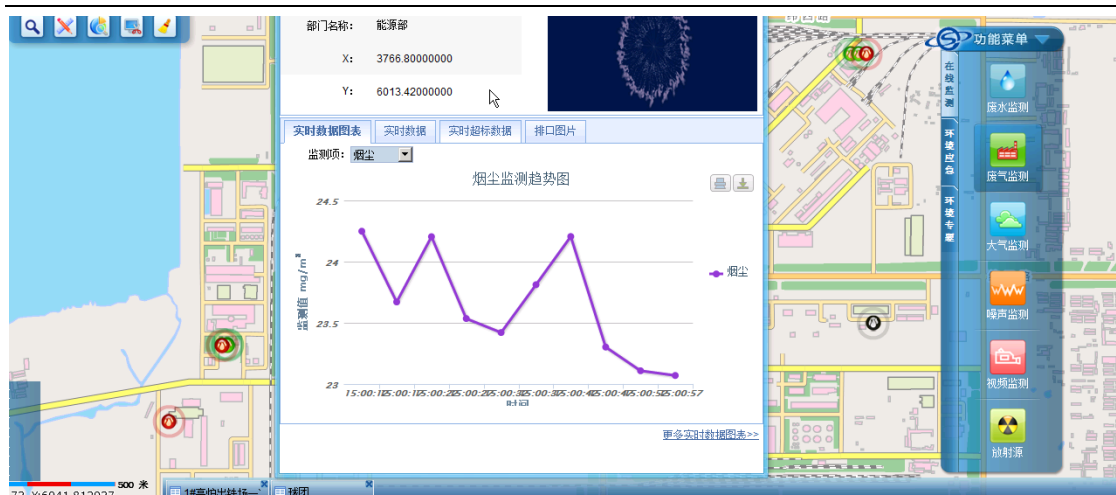 部门名称: 能源部
X: 3766.80000000
Y: 6013.42000000
实时数据图表 实时数据 实时超标数据 排口图片
监测项: 烟尘
烟尘监测趋势图
24.5
24
23.5
23
监测值 mg/m³
烟尘
时间
更多实时数据图表>>
功能菜单
在线监测
环境应急
环境专题
废水监测
废气监测
大气监测
噪声监测
视频监测
放射源
500 米
球团